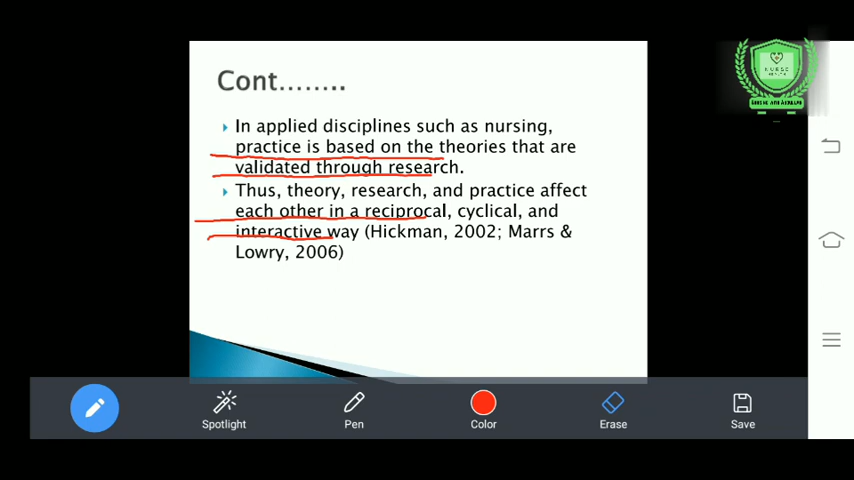 Cont........
In applied disciplines such as nursing,
practice is based on the theories that are
validated through research.
Thus, theory, research, and practice affect
each other in a reciprocal, cyclical, and
interactive way (Hickman, 2002; Marrs &
Lowry, 2006)
NURSE
Spotlight
Pen
Color
Erase
Save